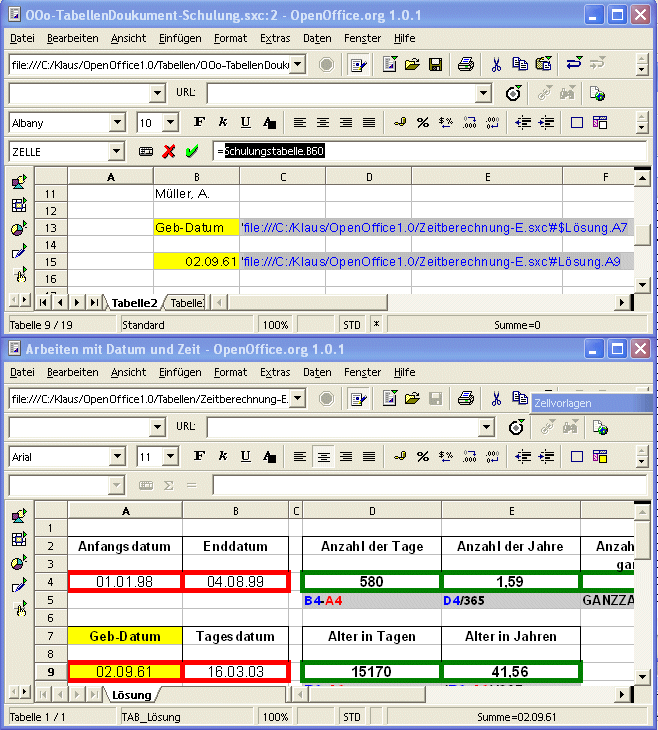 OOo-TabellenDoukument-Schulung.sxc:2 - OpenOffice.org 1.0.1
Datei Bearbeiten Ansicht Einfügen Format Extras Daten Fenster Hilfe
file:///C:/Klaus/OpenOffice1.0/Tabellen/OOo-TabellenDouku
URL:
Albany 10 F K U A
ZELLE =Schulungstabelle.B60
A B C D E F
11 Müller, A.
12
13 Geb-Datum 'file:///C:/Klaus/OpenOffice1.0/Zeitberechnung-E.sxc'#$Lösung.A7
14
15 02.09.61 'file:///C:/Klaus/OpenOffice1.0/Zeitberechnung-E.sxc'#Lösung.A9
16
Tabelle2 Tabelle
Tabelle 9 / 19 Standard 100% STD * Summe=0
Arbeiten mit Datum und Zeit - OpenOffice.org 1.0.1
Datei Bearbeiten Ansicht Einfügen Format Extras Daten Fenster Hilfe
file:///C:/Klaus/OpenOffice1.0/Tabellen/Zeitberechnung-E.
Zellvorlagen
URL:
Arial 11 F K U A
A B C D E
1
2 Anfangsdatum Enddatum Anzahl der Tage Anzahl der Jahre Anzah
3 gan
4 01.01.98 04.08.99 580 1,59
5 B4-A4 D4/365 GANZZA
6
7 Geb-Datum Tagesdatum Alter in Tagen Alter in Jahren
8
9 02.09.61 16.03.03 15170 41,56
Lösung
Tabelle 1 / 1 TAB_Lösung 100% STD Summe=02.09.61